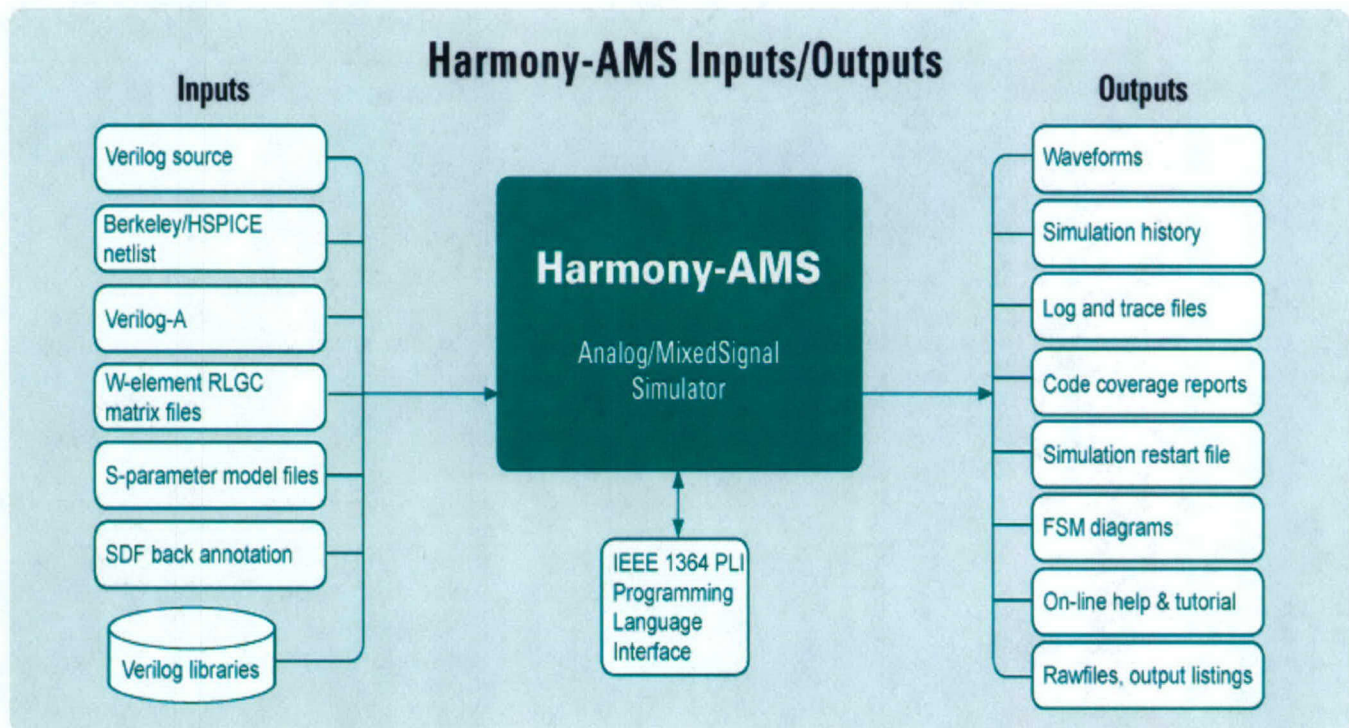 Harmony-AMS Inputs/Outputs
Inputs
Verilog source
Berkeley/HSPICE
netlist
Verilog-A
W-element RLGC
matrix files
S-parameter model files
SDF back annotation
Verilog libraries
Harmony-AMS
Analog/MixedSignal
Simulator
IEEE 1364 PLI
Programming
Language
Interface
Outputs
Waveforms
Simulation history
Log and trace files
Code coverage reports
Simulation restart file
FSM diagrams
On-line help & tutorial
Rawfiles, output listings